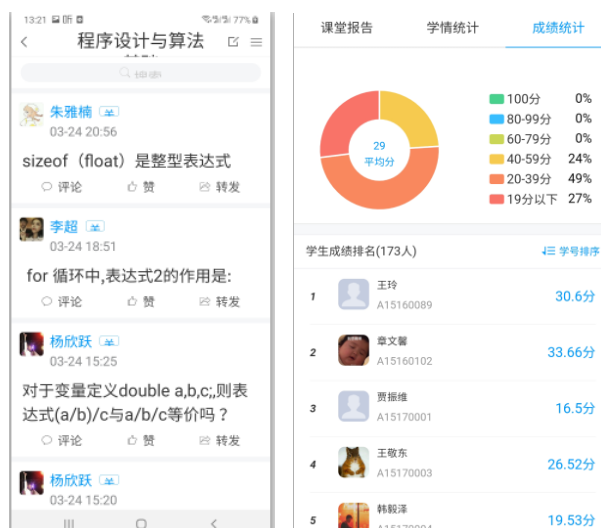 13:21
77%
程序设计与算法
朱雅楠
03-24 20:56
sizeof（float）是整型表达式
评论 赞 转发
李超
03-24 18:51
for 循环中,表达式2的作用是:
评论 赞 转发
杨欣跃
03-24 15:25
对于变量定义double a,b,c;,则表
达式(a/b)/c与a/b/c等价吗？
评论 赞 转发
杨欣跃
03-24 15:20
课堂报告 学情统计 成绩统计
29
平均分
100分 0%
80-99分 0%
60-79分 0%
40-59分 24%
20-39分 49%
19分以下 27%
学生成绩排名(173人) 学号排序
1 王玲 30.6分
A15160089
2 章文馨 33.66分
A15160102
3 贾振维 16.5分
A15170001
4 王敬东 26.52分
A15170003
5 韩毅泽 19.53分